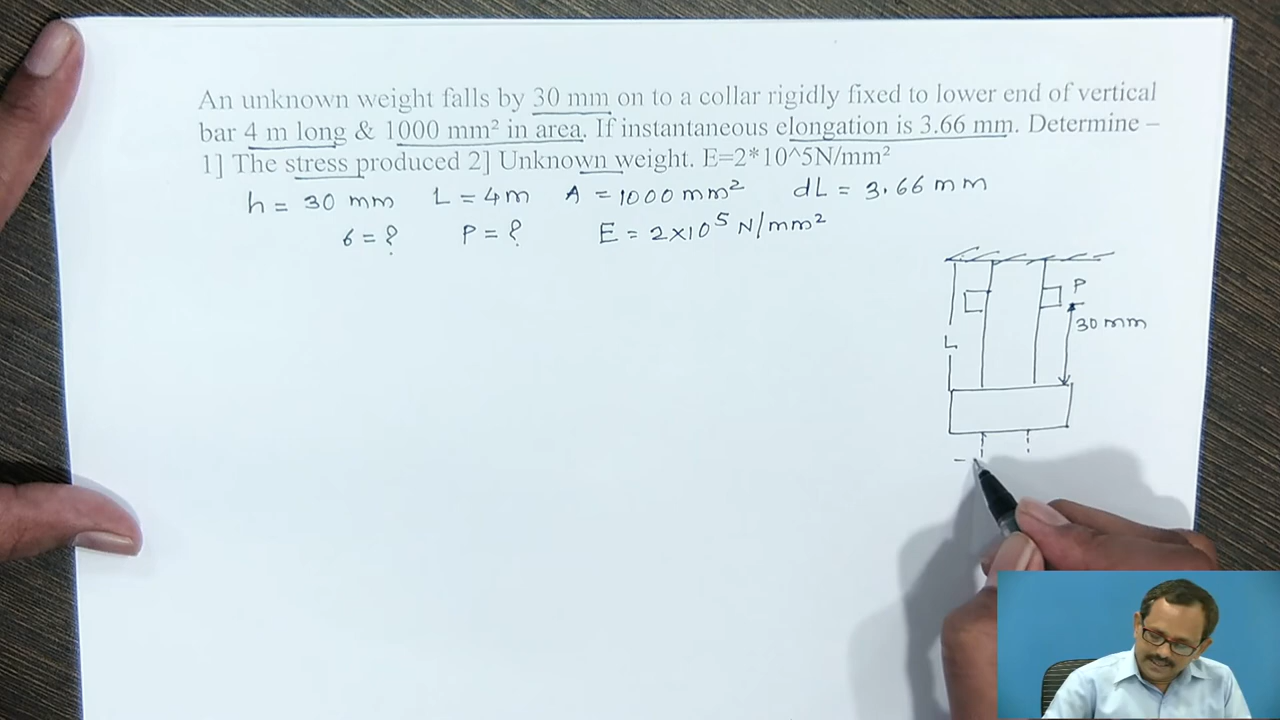 An unknown weight falls by 30 mm on to a collar rigidly fixed to lower end of vertical
bar 4 m long & 1000 mm² in area. If instantaneous elongation is 3.66 mm. Determine –
1] The stress produced 2] Unknown weight. E=2*10^5N/mm²
h = 30 mm L = 4m A = 1000 mm² dL = 3.66 mm
6 = ? P = ? E = 2×10⁵ N/mm²
P
30 mm
L